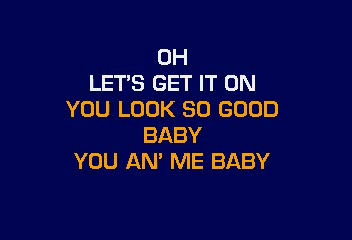 OH
LET'S GET IT ON
YOU LOOK SO GOOD
BABY
YOU AN' ME BABY